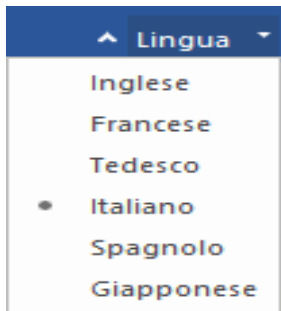 Lingua
Inglese
Francese
Tedesco
Italiano
Spagnolo
Giapponese